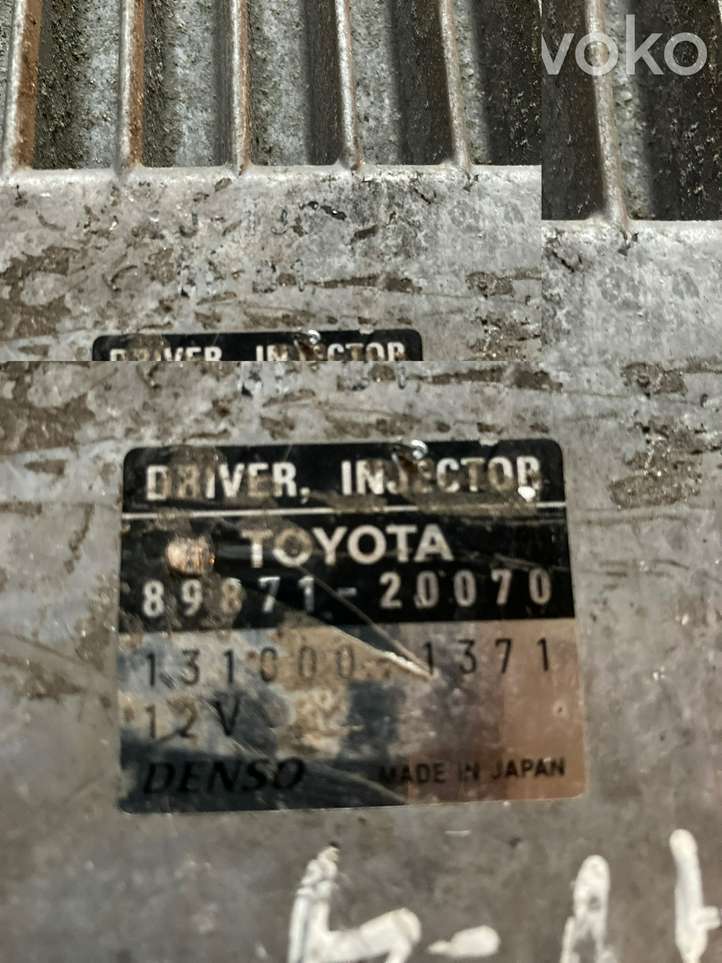 voko
DRIVER, INJECTOR
DRIVER, INJECTOR
TOYOTA
89871-20070
131000-1371
12V
DENSO MADE IN JAPAN